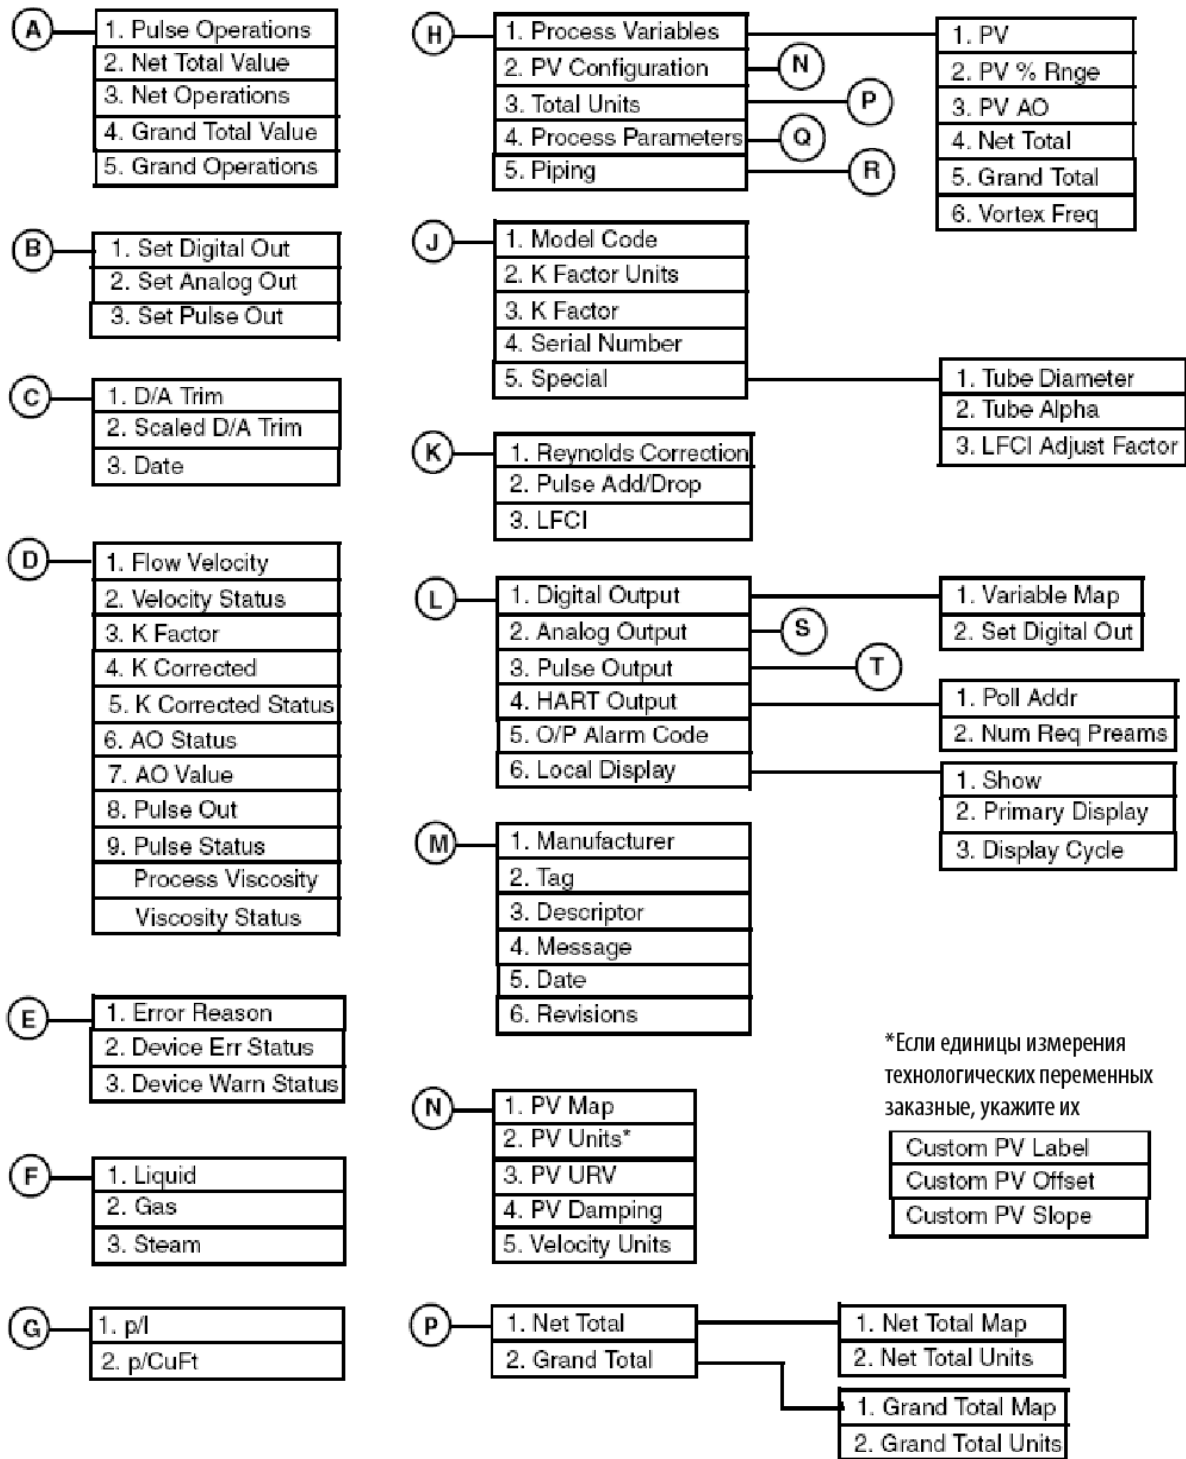 A
1. Pulse Operations
2. Net Total Value
3. Net Operations
4. Grand Total Value
5. Grand Operations
B
1. Set Digital Out
2. Set Analog Out
3. Set Pulse Out
C
1. D/A Trim
2. Scaled D/A Trim
3. Date
D
1. Flow Velocity
2. Velocity Status
3. K Factor
4. K Corrected
5. K Corrected Status
6. AO Status
7. AO Value
8. Pulse Out
9. Pulse Status
Process Viscosity
Viscosity Status
E
1. Error Reason
2. Device Err Status
3. Device Warn Status
F
1. Liquid
2. Gas
3. Steam
G
1. p/l
2. p/CuFt
H
1. Process Variables
2. PV Configuration
N
3. Total Units
P
4. Process Parameters
Q
5. Piping
R
1. PV
2. PV % Rnge
3. PV AO
4. Net Total
5. Grand Total
6. Vortex Freq
J
1. Model Code
2. K Factor Units
3. K Factor
4. Serial Number
5. Special
1. Tube Diameter
2. Tube Alpha
3. LFCI Adjust Factor
K
1. Reynolds Correction
2. Pulse Add/Drop
3. LFCI
L
1. Digital Output
2. Analog Output
S
3. Pulse Output
T
4. HART Output
5. O/P Alarm Code
6. Local Display
1. Variable Map
2. Set Digital Out
1. Poll Addr
2. Num Req Preams
1. Show
2. Primary Display
3. Display Cycle
M
1. Manufacturer
2. Tag
3. Descriptor
4. Message
5. Date
6. Revisions
N
1. PV Map
2. PV Units*
3. PV URV
4. PV Damping
5. Velocity Units
*Если единицы измерения
технологических переменных
заказные, укажите их
Custom PV Label
Custom PV Offset
Custom PV Slope
P
1. Net Total
2. Grand Total
1. Net Total Map
2. Net Total Units
1. Grand Total Map
2. Grand Total Units